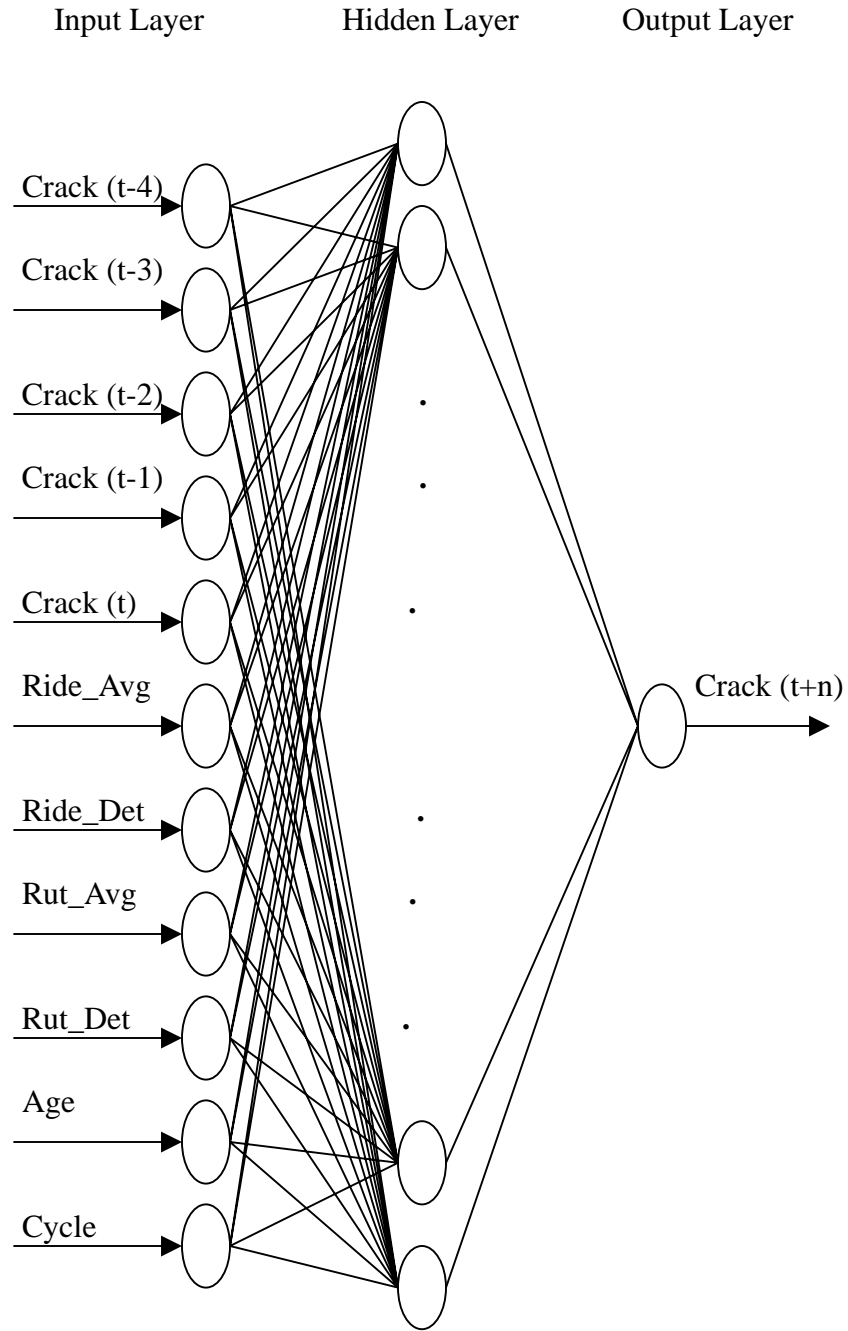 Input Layer
Hidden Layer
Output Layer
Crack (t-4)
Crack (t-3)
Crack (t-2)
Crack (t-1)
Crack (t)
Ride_Avg
Ride_Det
Rut_Avg
Rut_Det
Age
Cycle
Crack (t+n)